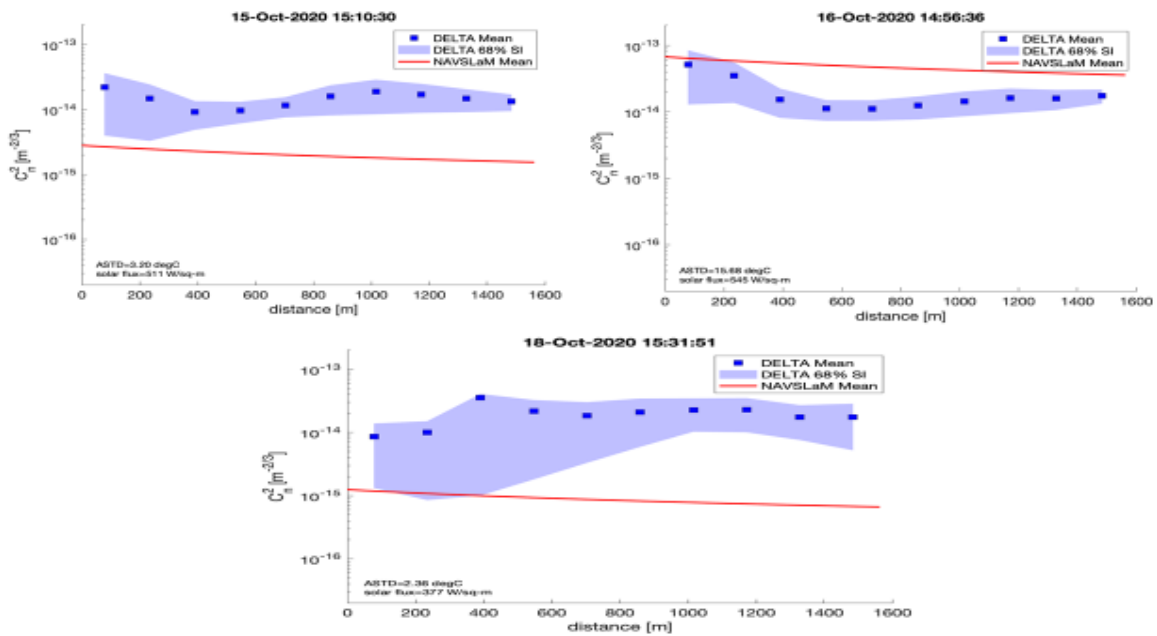 15-Oct-2020 15:10:30
10^-13
10^-14
10^-15
10^-16
C_n^2 [m^-2/3]
DELTA Mean
DELTA 68% SI
NAVSLaM Mean
ASTD=3.20 degC
solar flux=511 W/sq-m
0 200 400 600 800 1000 1200 1400 1600
distance [m]
16-Oct-2020 14:56:36
10^-13
10^-14
10^-15
10^-16
C_n^2 [m^-2/3]
DELTA Mean
DELTA 68% SI
NAVSLaM Mean
ASTD=15.68 degC
solar flux=545 W/sq-m
0 200 400 600 800 1000 1200 1400 1600
distance [m]
18-Oct-2020 15:31:51
10^-13
10^-14
10^-15
10^-16
C_n^2 [m^-2/3]
DELTA Mean
DELTA 68% SI
NAVSLaM Mean
ASTD=2.36 degC
solar flux=377 W/sq-m
0 200 400 600 800 1000 1200 1400 1600
distance [m]